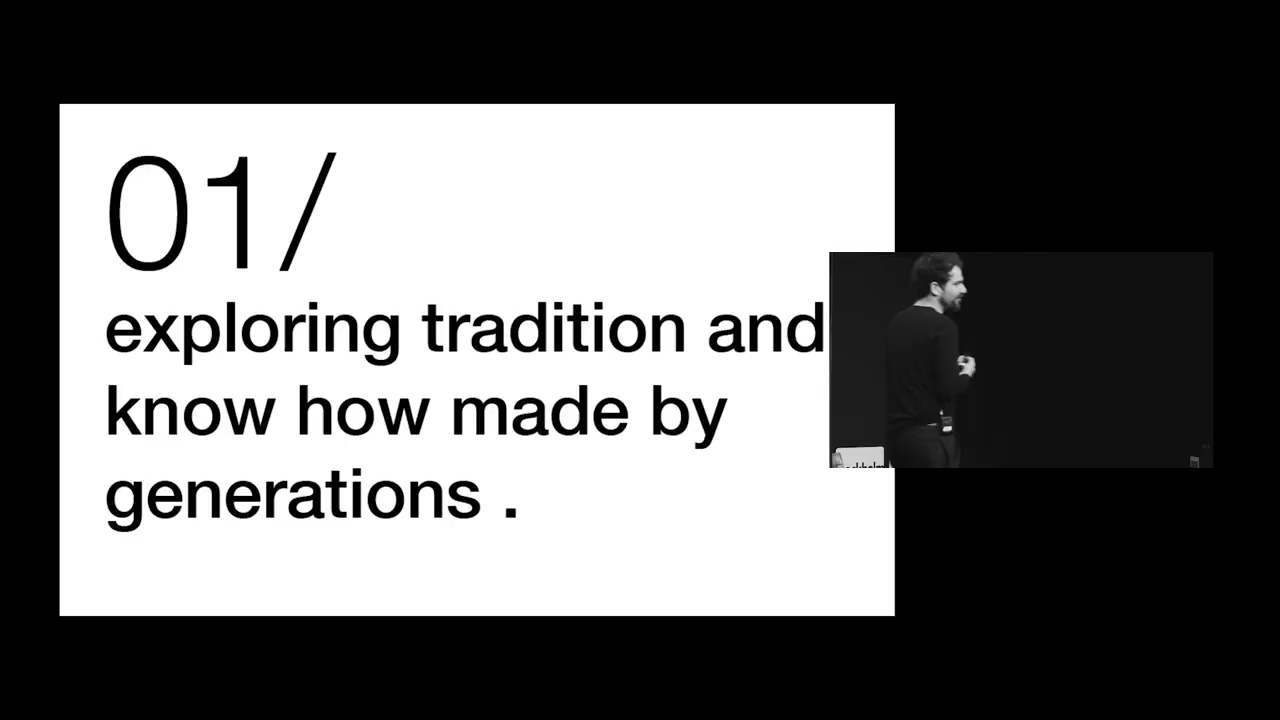 01/
exploring tradition and
know how made by
generations .